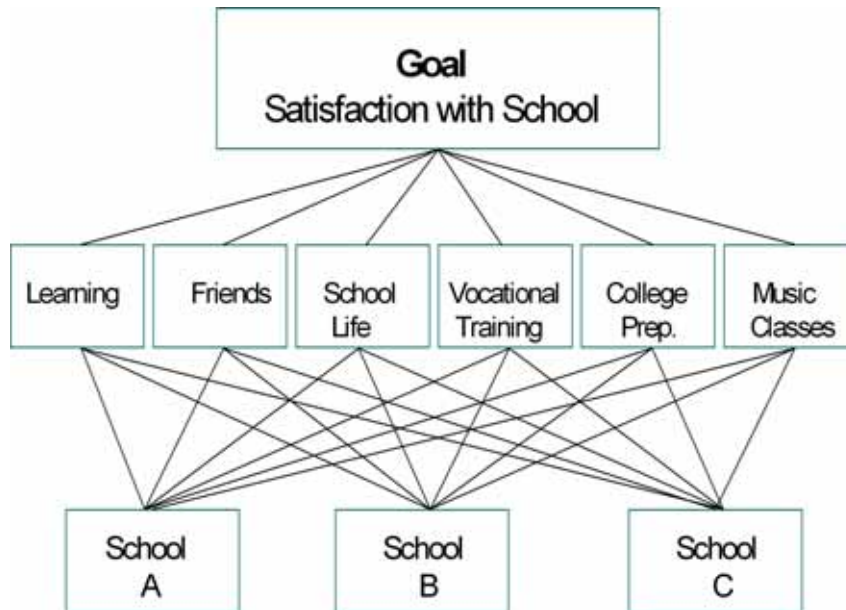 Goal
Satisfaction with School
Learning
Friends
School
Life
Vocational
Training
College
Prep.
Music
Classes
School
A
School
B
School
C